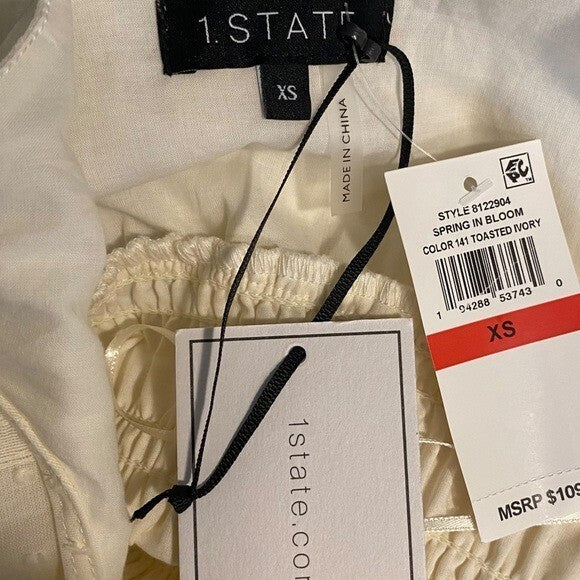 1.STATE
XS
MADE IN CHINA
EPC
STYLE 8122904
SPRING IN BLOOM
COLOR 141 TOASTED IVORY
1 94288 53743 0
XS
MSRP $109
1state.com